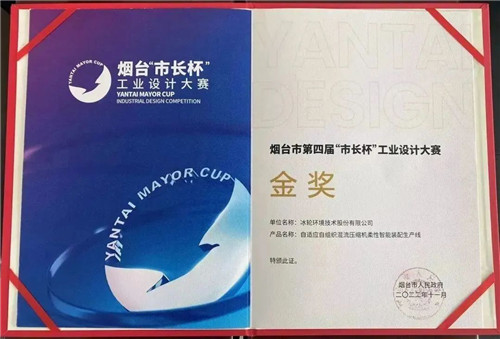 YANTAI MAYOR CUP
烟台“市长杯”
工业设计大赛
YANTAI MAYOR CUP
INDUSTRIAL DESIGN COMPETITION
YANTAI MAYOR CUP
YANTAI
DESIGN
烟台市第四届“市长杯”工业设计大赛
金奖
单位名称：冰轮环境技术股份有限公司
产品名称：自适应自组织混流压缩机柔性智能装配生产线
特颁此证。
烟台市人民政府
二〇二二年十一月